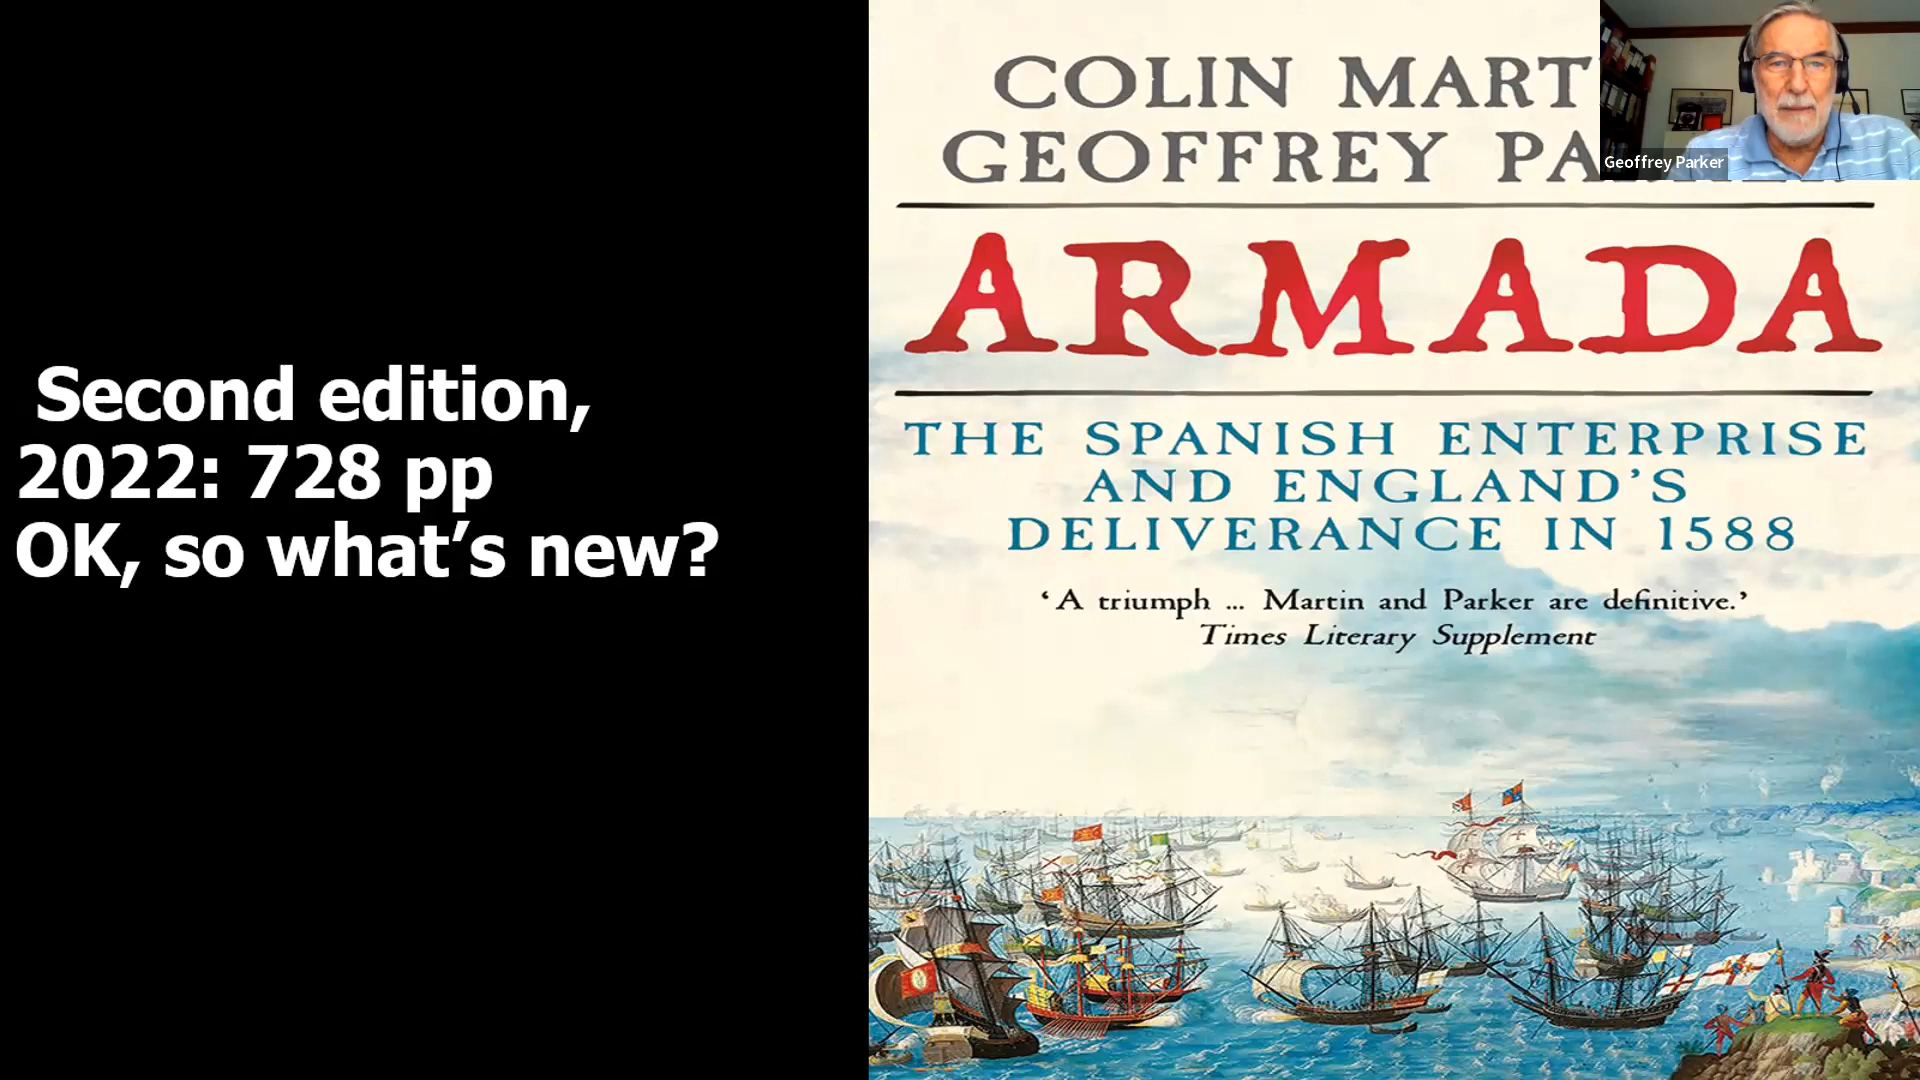 Second edition,
2022: 728 pp
OK, so what's new?
COLIN MART
GEOFFREY PA
Geoffrey Parker
ARMADA
THE SPANISH ENTERPRISE
AND ENGLAND'S
DELIVERANCE IN 1588
‘A triumph ... Martin and Parker are definitive.’
Times Literary Supplement